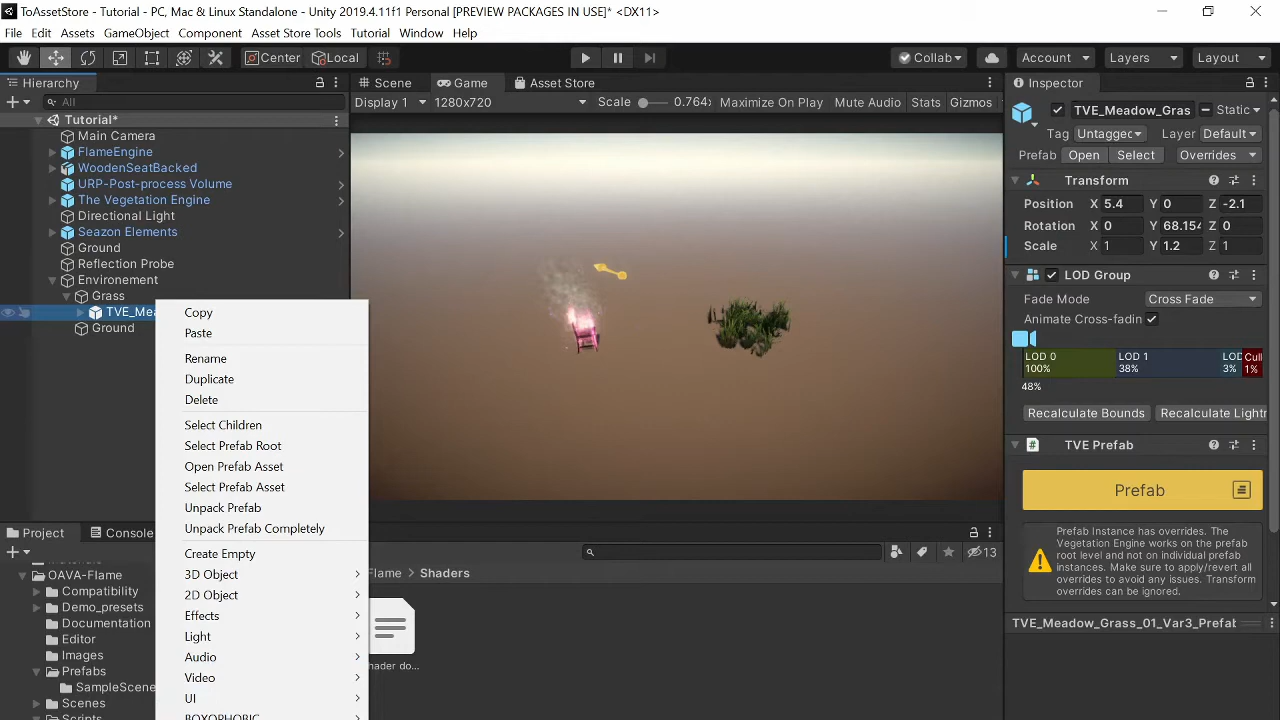 ToAssetStore - Tutorial - PC, Mac & Linux Standalone - Unity 2019.4.11f1 Personal [PREVIEW PACKAGES IN USE]* <DX11>
File Edit Assets GameObject Component Asset Store Tools Tutorial Window Help
Center Local Collab Account Layers Layout
Hierarchy
All
Tutorial*
Main Camera
FlameEngine
WoodenSeatBacked
URP-Post-process Volume
The Vegetation Engine
Directional Light
Seazon Elements
Ground
Reflection Probe
Environement
Grass
TVE_Mea
Ground
Copy
Paste
Rename
Duplicate
Delete
Select Children
Select Prefab Root
Open Prefab Asset
Select Prefab Asset
Unpack Prefab
Unpack Prefab Completely
Create Empty
3D Object
2D Object
Effects
Light
Audio
Video
UI
BOXOPHOBIC
Scene Game Asset Store
Display 1 1280x720 Scale 0.764 Maximize On Play Mute Audio Stats Gizmos
Project Console
13
OAVA-Flame
Compatibility
Demo_presets
Documentation
Editor
Images
Prefabs
SampleScene
Scenes
Scripts
Flame Shaders
hader do...
Inspector
TVE_Meadow_Gras Static
Tag Untagged Layer Default
Prefab Open Select Overrides
Transform
Position X 5.4 Y 0 Z -2.1
Rotation X 0 Y 68.154 Z 0
Scale X 1 Y 1.2 Z 1
LOD Group
Fade Mode Cross Fade
Animate Cross-fadin
LOD 0 LOD 1 LOD Cull
100% 38% 3% 1%
48%
Recalculate Bounds Recalculate Lightr
TVE Prefab
Prefab
Prefab Instance has overrides. The
Vegetation Engine works on the prefab
root level and not on individual prefab
instances. Make sure to apply/revert all
overrides to avoid any issues. Transform
overrides can be ignored.
TVE_Meadow_Grass_01_Var3_Prefab